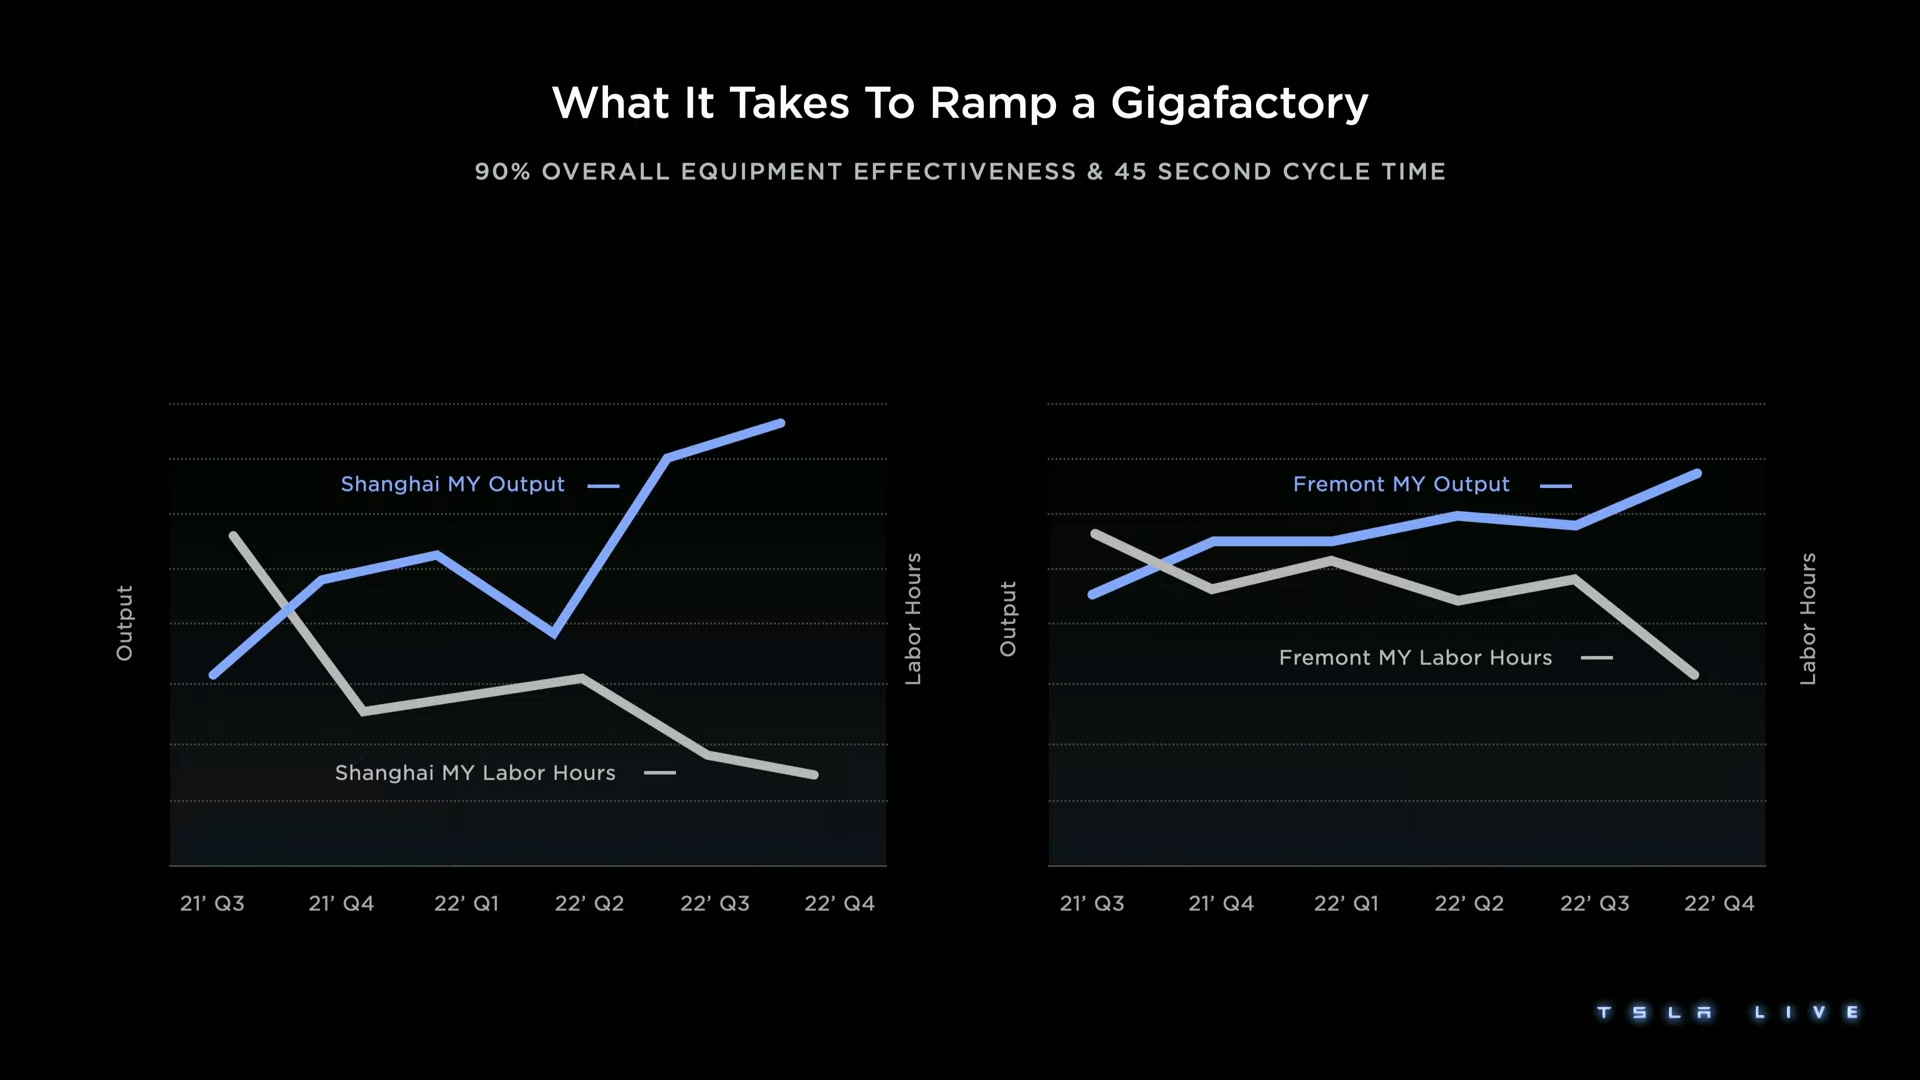 What It Takes To Ramp a Gigafactory
90% OVERALL EQUIPMENT EFFECTIVENESS & 45 SECOND CYCLE TIME
Output
Shanghai MY Output
Shanghai MY Labor Hours
Labor Hours
21’ Q3 21’ Q4 22’ Q1 22’ Q2 22’ Q3 22’ Q4
Output
Fremont MY Output
Fremont MY Labor Hours
Labor Hours
21’ Q3 21’ Q4 22’ Q1 22’ Q2 22’ Q3 22’ Q4
TSLA LIVE